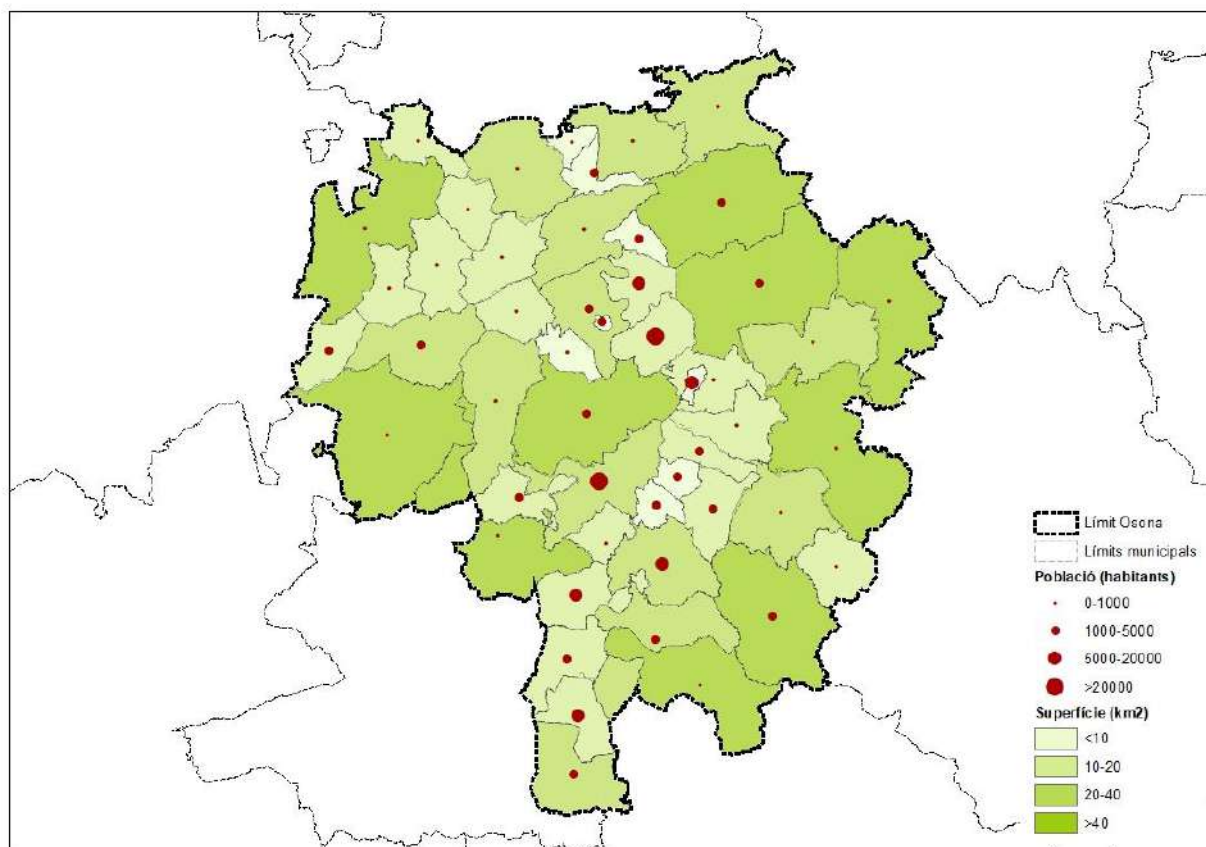 Límit Osona
Límits municipals
Població (habitants)
0-1000
1000-5000
5000-20000
>20000
Superfície (km2)
<10
10-20
20-40
>40